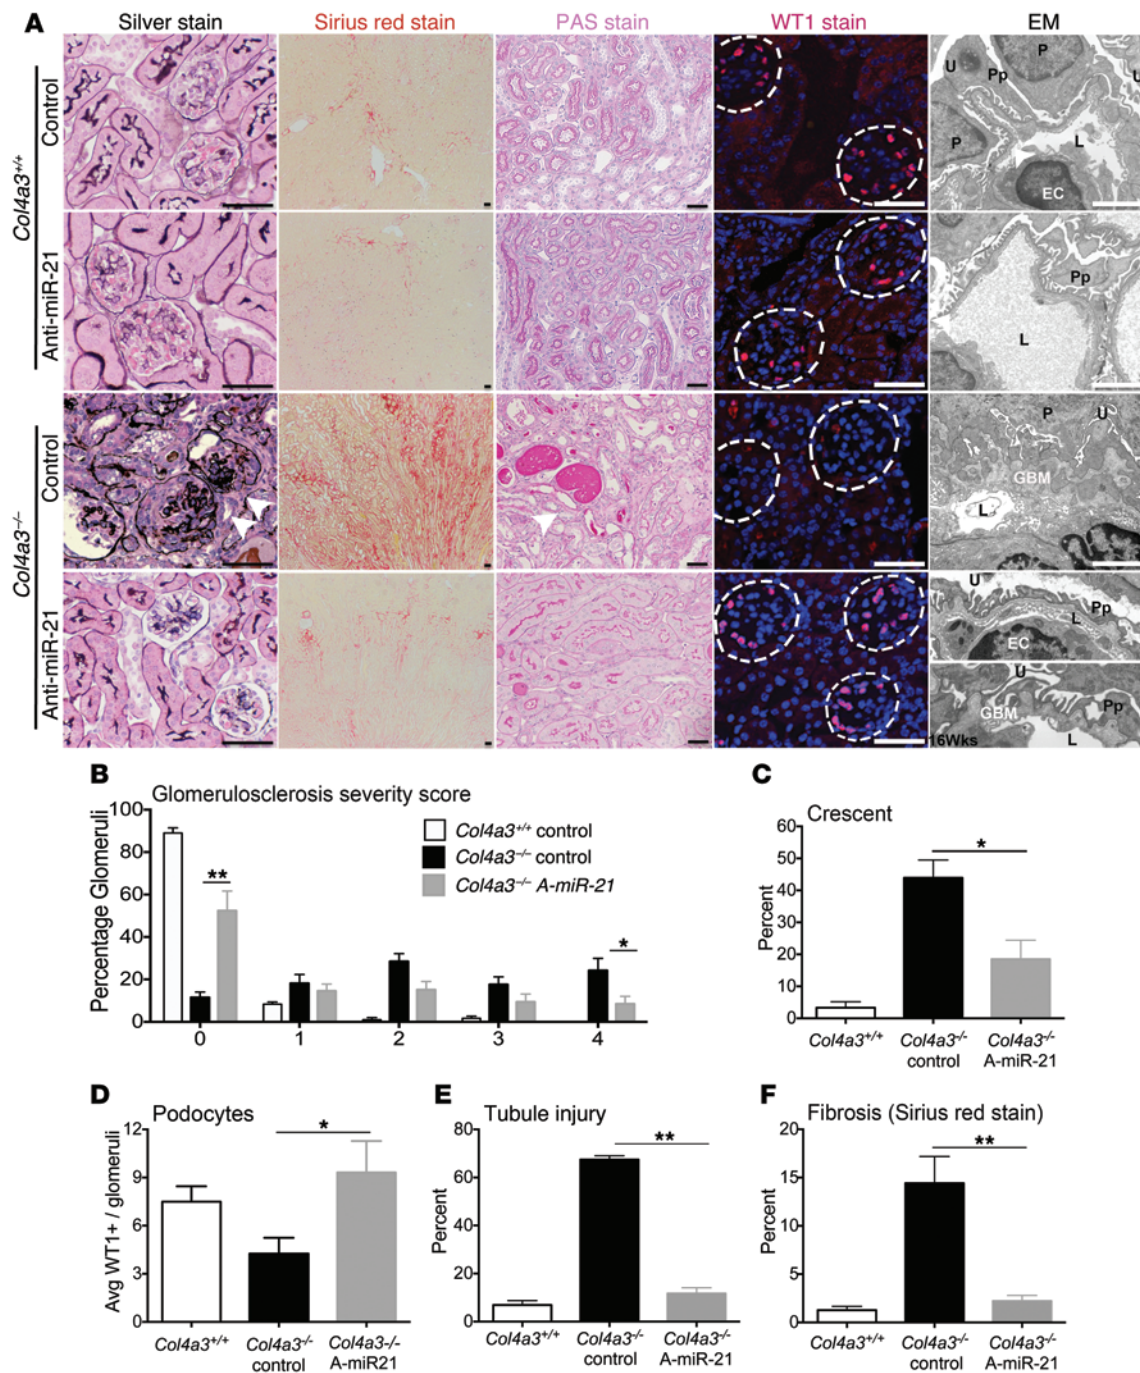 A
Silver stain
Sirius red stain
PAS stain
WT1 stain
EM
Col4a3+/+
Control
U
P
Pp
U
P
L
EC
Anti-miR-21
Pp
L
Col4a3–/–
Control
P
U
GBM
L
Anti-miR-21
U
Pp
L
EC
U
GBM
Pp
L
16Wks
B
Glomerulosclerosis severity score
Percentage Glomeruli
100
80
60
40
20
0
**
*
0 1 2 3 4
Col4a3+/+ control
Col4a3–/– control
Col4a3–/– A-miR-21
C
Crescent
Percent
60
50
40
30
20
10
0
*
Col4a3+/+
Col4a3-/- control
Col4a3-/- A-miR-21
D
Podocytes
Avg WT1+ / glomeruli
12
9
6
3
0
*
Col4a3+/+
Col4a3-/- control
Col4a3-/- A-miR21
E
Tubule injury
Percent
80
60
40
20
0
**
Col4a3+/+
Col4a3-/- control
Col4a3-/- A-miR-21
F
Fibrosis (Sirius red stain)
Percent
20
15
10
5
0
**
Col4a3+/+
Col4a3-/- control
Col4a3-/- A-miR-21